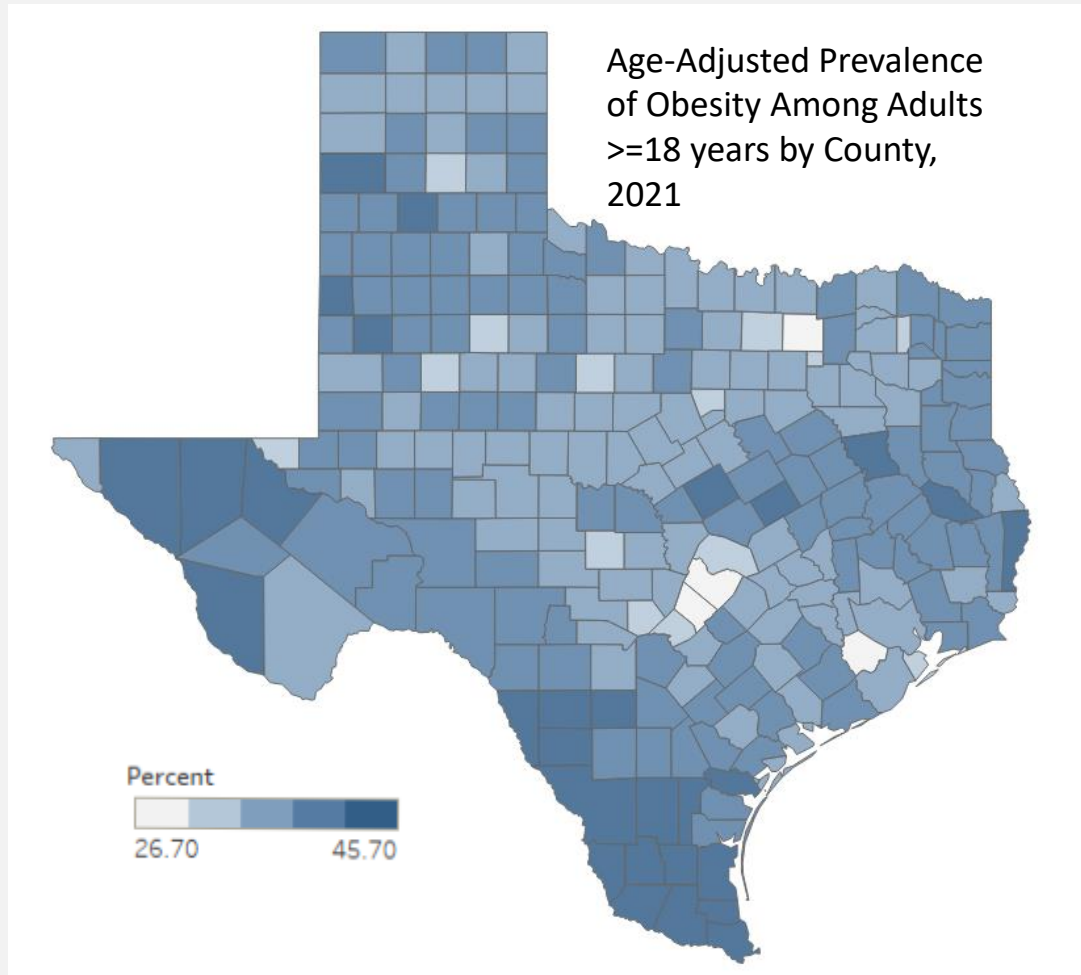 Age-Adjusted Prevalence
of Obesity Among Adults
>=18 years by County,
2021
Percent
26.70 45.70